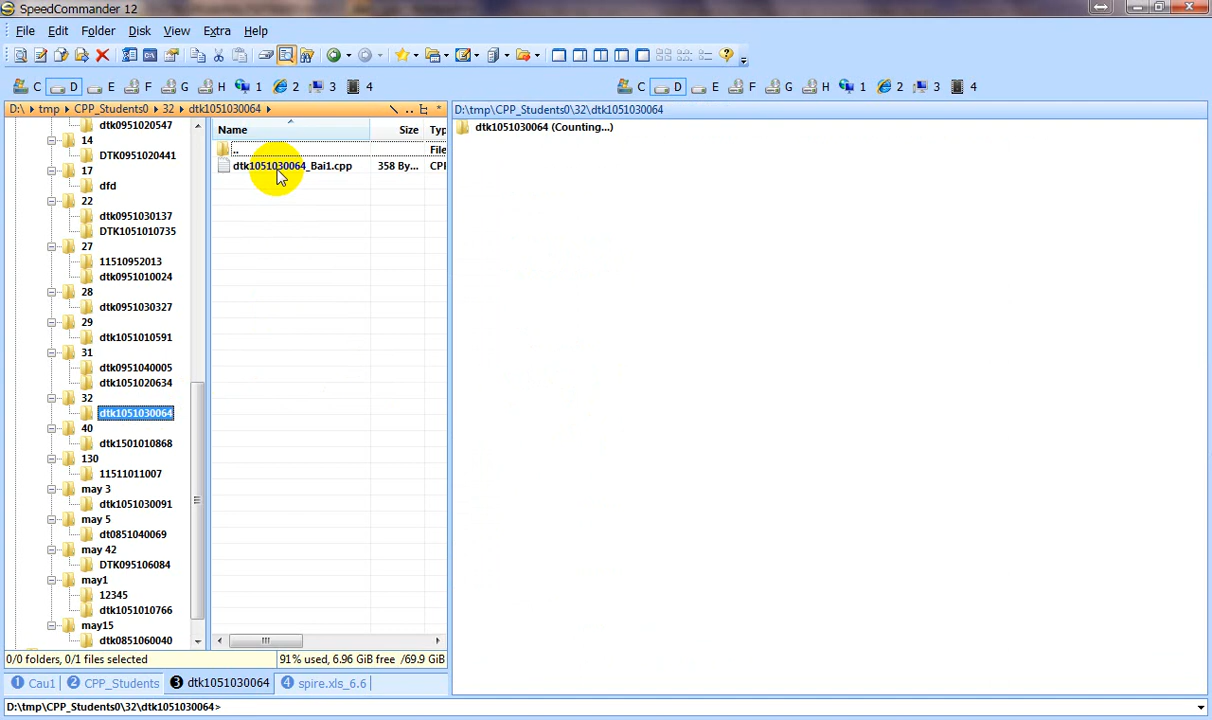 SpeedCommander 12
File Edit Folder Disk View Extra Help
C D E F G H 1 2 3 4
C D E F G H 1 2 3 4
D:\ tmp CPP_Students0 32 dtk1051030064 .. *
D:\tmp\CPP_Students0\32\dtk1051030064
dtk0951020547
14
DTK0951020441
17
dfd
22
dtk0951030137
DTK1051010735
27
11510952013
dtk0951010024
28
dtk0951030327
29
dtk1051010591
31
dtk0951040005
dtk1051020634
32
dtk1051030064
40
dtk1501010868
130
11511011007
may 3
dtk1051030091
may 5
dt0851040069
may 42
DTK095106084
may1
12345
dtk1051010766
may15
dtk0851060040
Name Size Typ
.. File
dtk1051030064_Bai1.cpp 358 By... CPI
dtk1051030064 (Counting...)
0/0 folders, 0/1 files selected
91% used, 6.96 GiB free /69.9 GiB
1 Cau1 2 CPP_Students 3 dtk1051030064 4 spire.xls_6.6
D:\tmp\CPP_Students0\32\dtk1051030064>